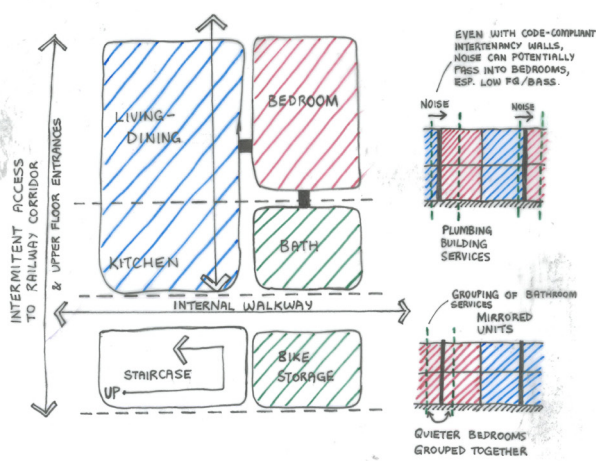 INTERMITENT ACCESS
TO RAILWAY CORRIDOR
& UPPER FLOOR ENTRANCES
LIVING-
DINING
KITCHEN
BEDROOM
BATH
INTERNAL WALKWAY
STAIRCASE
UP
BIKE
STORAGE
EVEN WITH CODE-COMPLIANT
INTERTENANCY WALLS,
NOISE CAN POTENTIALLY
PASS INTO BEDROOMS,
ESP. LOW FQ/BASS.
NOISE
NOISE
PLUMBING
BUILDING
SERVICES
GROUPING OF BATHROOM
SERVICES
MIRRORED
UNITS
QUIETER BEDROOMS
GROUPED TOGETHER